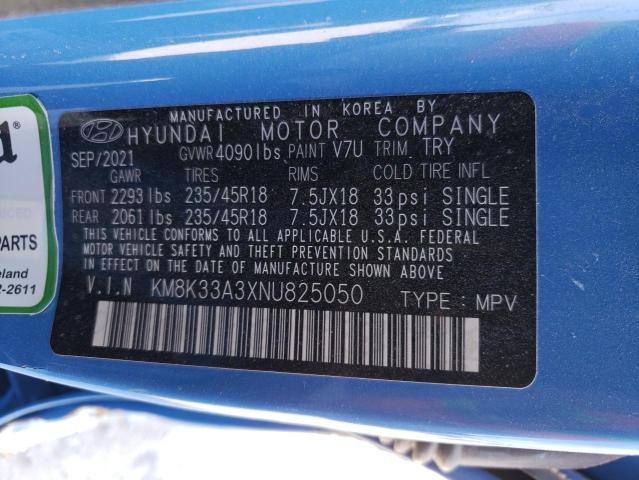 MANUFACTURED IN KOREA BY
HYUNDAI MOTOR COMPANY
SEP/2021 GVWR 4090lbs PAINT V7U TRIM TRY
GAWR TIRES RIMS COLD TIRE INFL
FRONT 2293 lbs 235/45R18 7.5JX18 33psi SINGLE
REAR 2061 lbs 235/45R18 7.5JX18 33psi SINGLE
THIS VEHICLE CONFORMS TO ALL APPLICABLE U.S.A. FEDERAL
MOTOR VEHICLE SAFETY AND THEFT PREVENTION STANDARDS
IN EFFECT ON THE DATE OF MANUFACTURE SHOWN ABOVE.
V.I.N KM8K33A3XNU825050 TYPE: MPV
PARTS
eland
2-2611